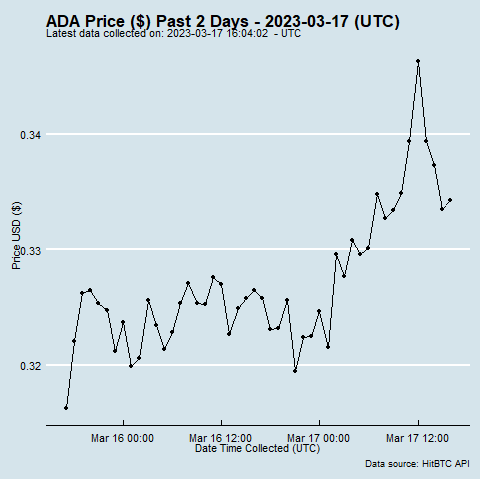 ADA Price ($) Past 2 Days - 2023-03-17 (UTC)
Latest data collected on: 2023-03-17 16:04:02 - UTC
0.34
0.33
0.32
Price USD ($)
Mar 16 00:00 Mar 16 12:00 Mar 17 00:00 Mar 17 12:00
Date Time Collected (UTC)
Data source: HitBTC API